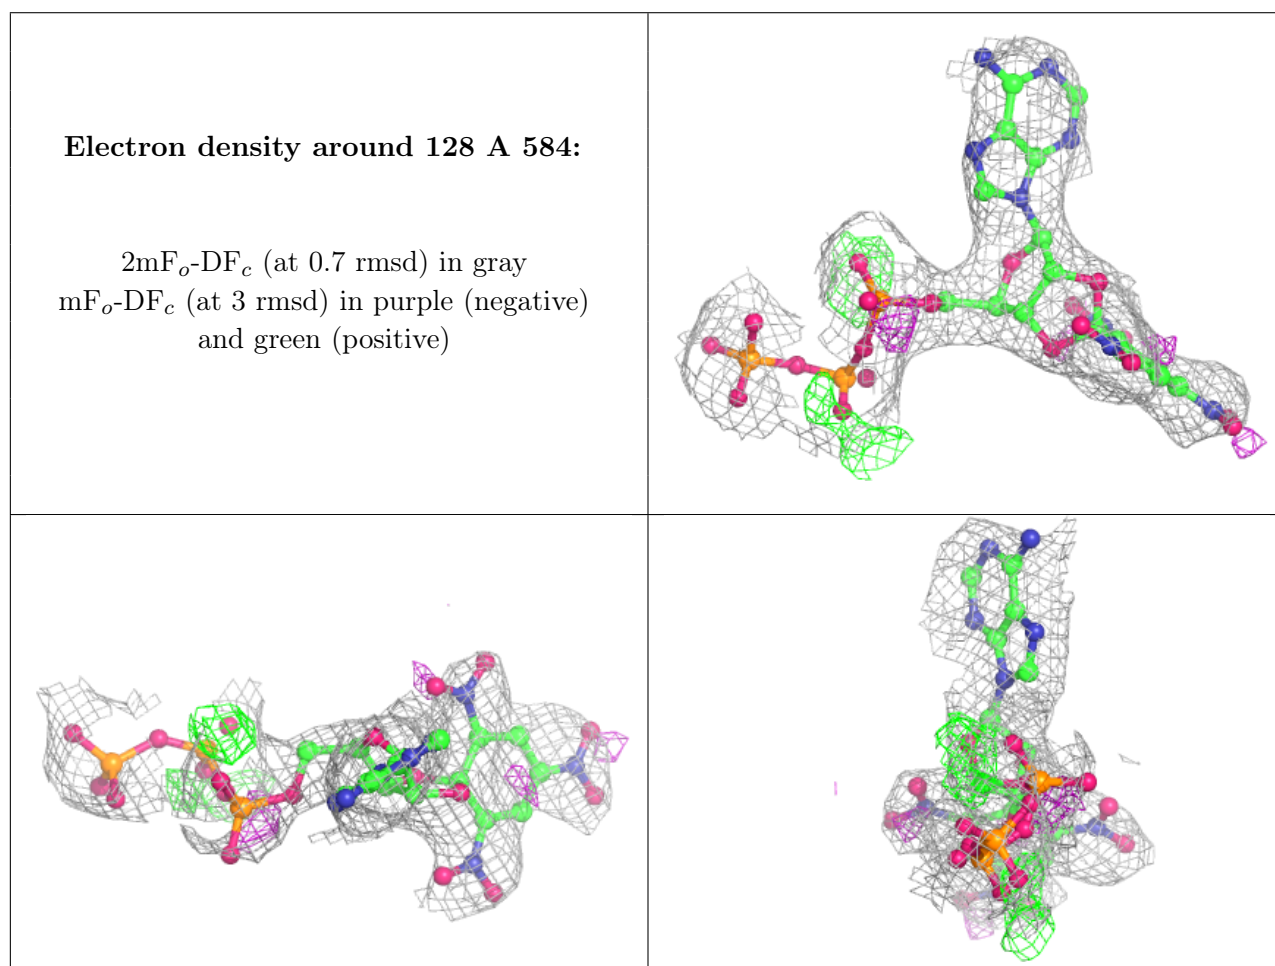 Electron density around 128 A 584:
2mFo-DFc (at 0.7 rmsd) in gray
mFo-DFc (at 3 rmsd) in purple (negative)
and green (positive)